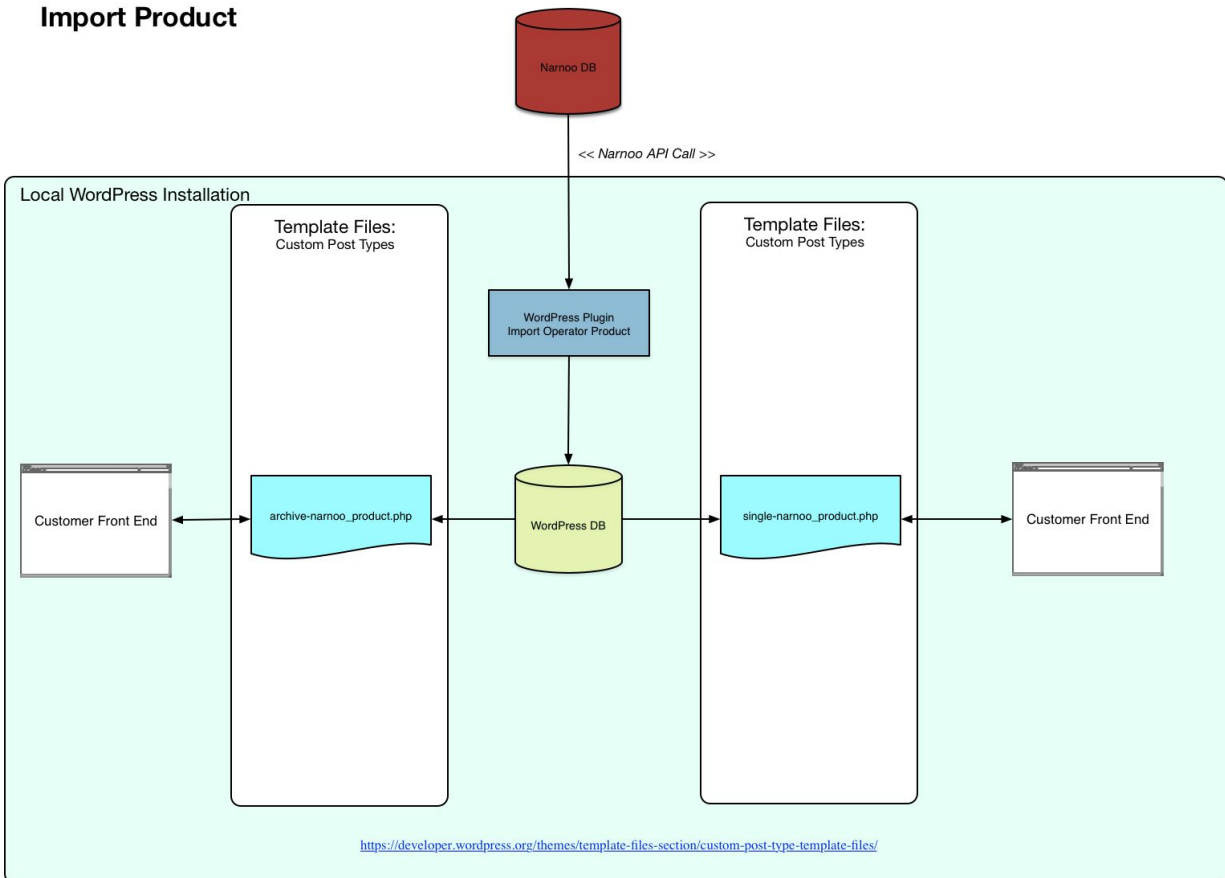 Import Product
Narnoo DB
<< Narnoo API Call >>
Local WordPress Installation
Template Files:
Custom Post Types
Template Files:
Custom Post Types
WordPress Plugin
Import Operator Product
Customer Front End
archive-narnoo_product.php
WordPress DB
single-narnoo_product.php
Customer Front End
https://developer.wordpress.org/themes/template-files-section/custom-post-type-template-files/